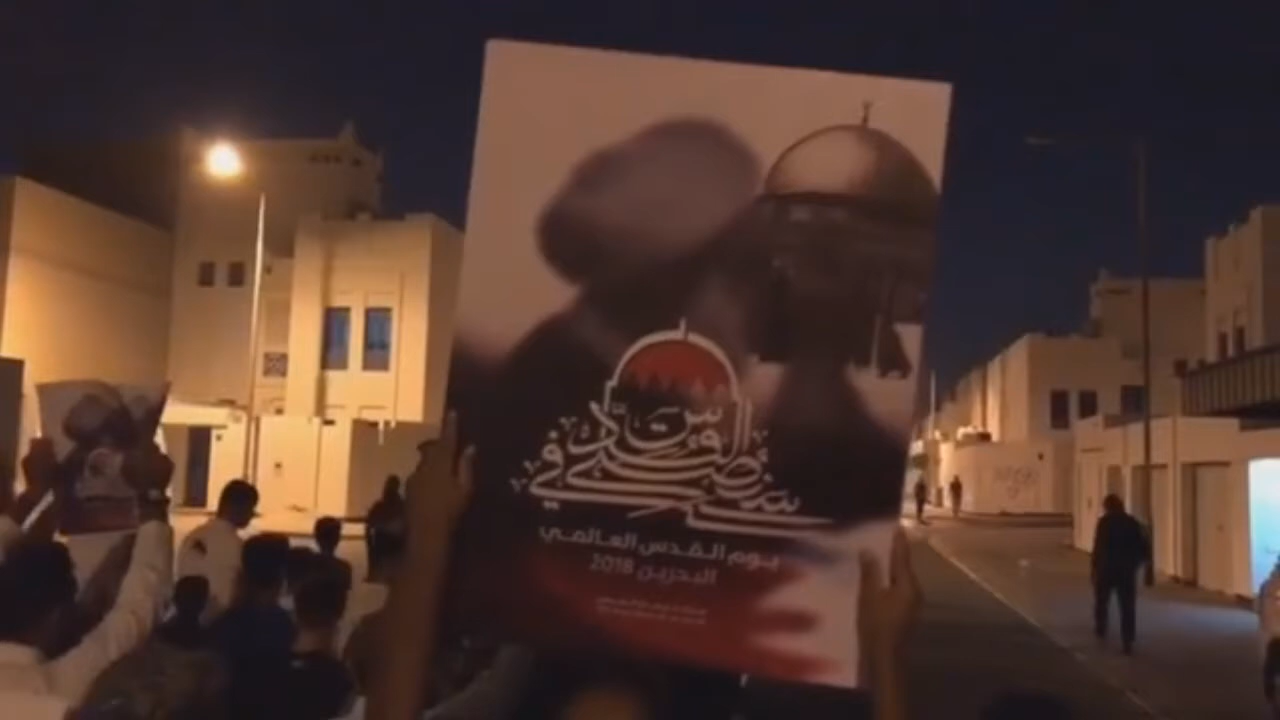 سنصلي في القدس
يوم القدس العالمي
البحرين 2018